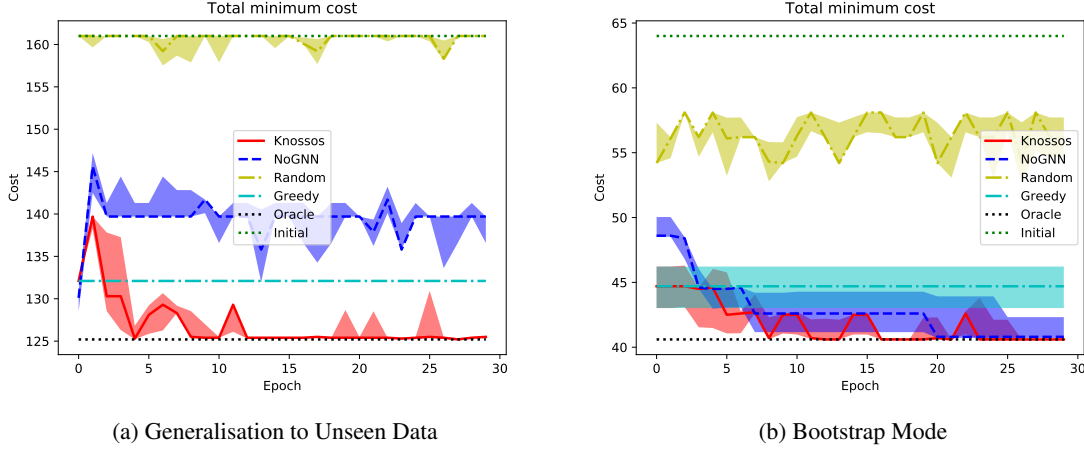 Total minimum cost
160
155
150
145
140
135
130
125
Cost
0
5
10
15
20
25
30
Epoch
Knossos
NoGNN
Random
Greedy
Oracle
Initial
(a) Generalisation to Unseen Data
Total minimum cost
65
60
55
50
45
40
Cost
0
5
10
15
20
25
30
Epoch
Knossos
NoGNN
Random
Greedy
Oracle
Initial
(b) Bootstrap Mode